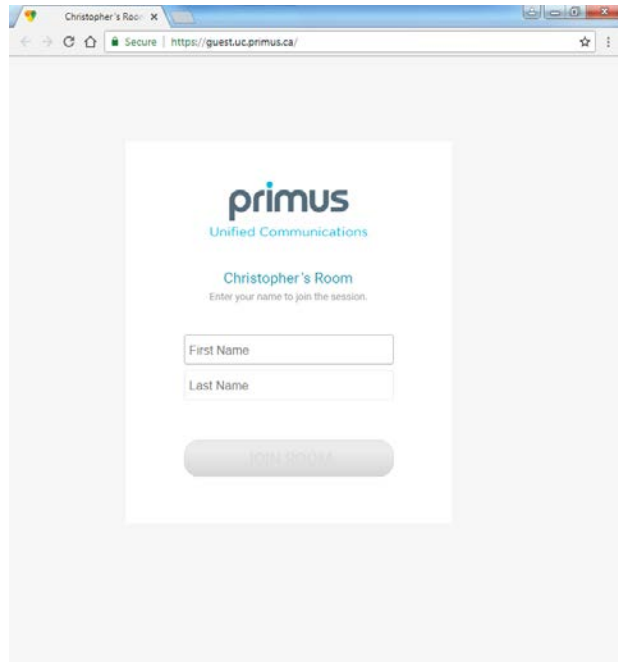 Christopher's Roor
Secure | https://guest.uc.primus.ca/
primus
Unified Communications
Christopher's Room
Enter your name to join the session.
First Name
Last Name
JOIN ROOM